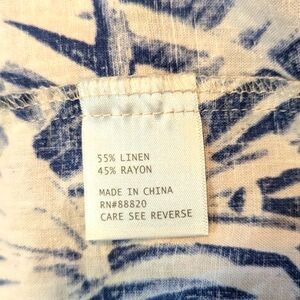 55% LINEN
45% RAYON
MADE IN CHINA
RN#88820
CARE SEE REVERSE